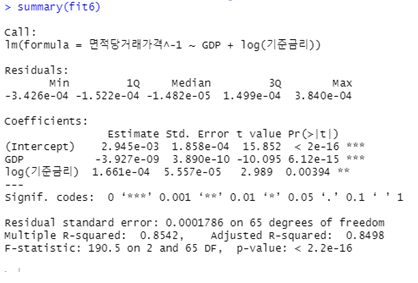 > summary(fit6)
Call:
lm(formula = 면적당거래가격^-1 ~ GDP + log(기준금리))
Residuals:
Min 1Q Median 3Q Max
-3.426e-04 -1.522e-04 -1.482e-05 1.499e-04 3.840e-04
Coefficients:
Estimate Std. Error t value Pr(>|t|)
(Intercept) 2.945e-03 1.858e-04 15.852 < 2e-16 ***
GDP -3.927e-09 3.890e-10 -10.095 6.12e-15 ***
log(기준금리) 1.661e-04 5.557e-05 2.989 0.00394 **
---
Signif. codes: 0 ‘***’ 0.001 ‘**’ 0.01 ‘*’ 0.05 ‘.’ 0.1 ‘ ’ 1
Residual standard error: 0.0001786 on 65 degrees of freedom
Multiple R-squared: 0.8542, Adjusted R-squared: 0.8498
F-statistic: 190.5 on 2 and 65 DF, p-value: < 2.2e-16